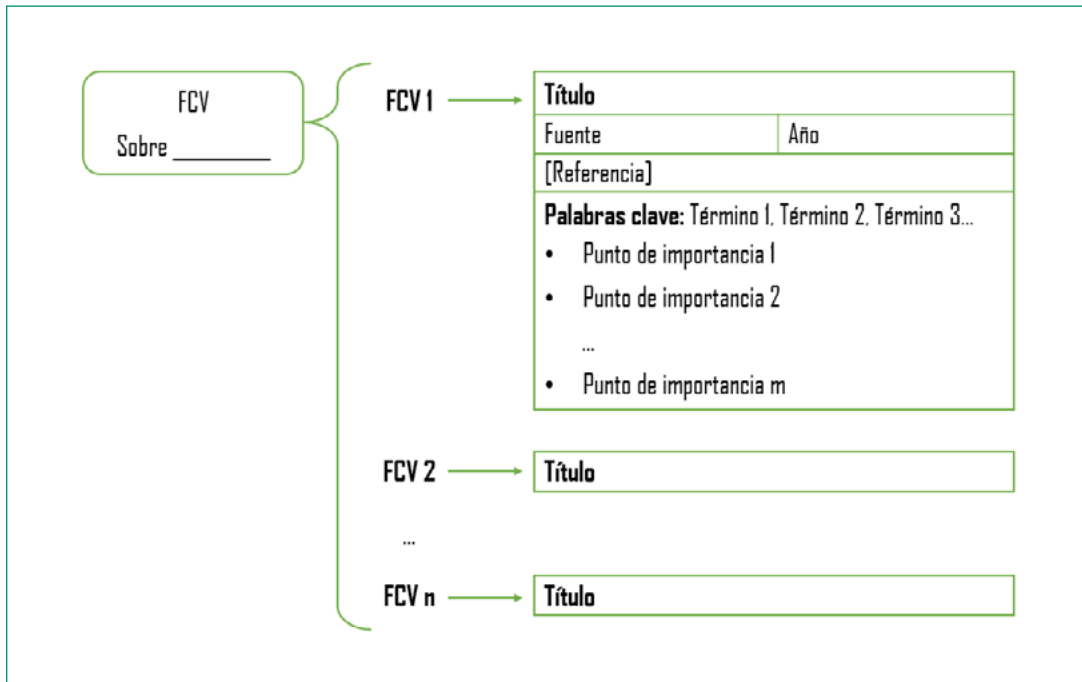 FCV
Sobre __________
FCV 1
Título
Fuente
Año
[Referencia]
Palabras clave: Término 1, Término 2, Término 3...
• Punto de importancia 1
• Punto de importancia 2
...
• Punto de importancia m
FCV 2
Título
...
FCV n
Título